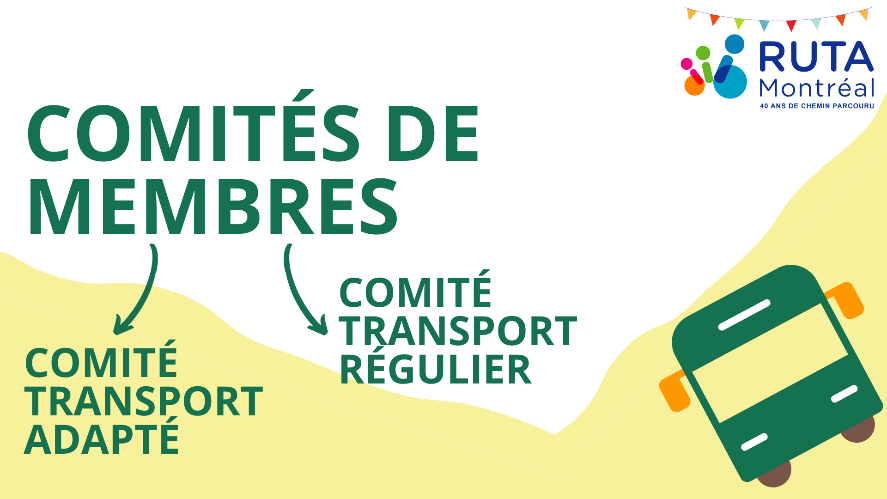 RUTA
Montréal
40 ANS DE CHEMIN PARCOURU
COMITÉS DE
MEMBRES
COMITÉ
TRANSPORT
ADAPTÉ
COMITÉ
TRANSPORT
RÉGULIER